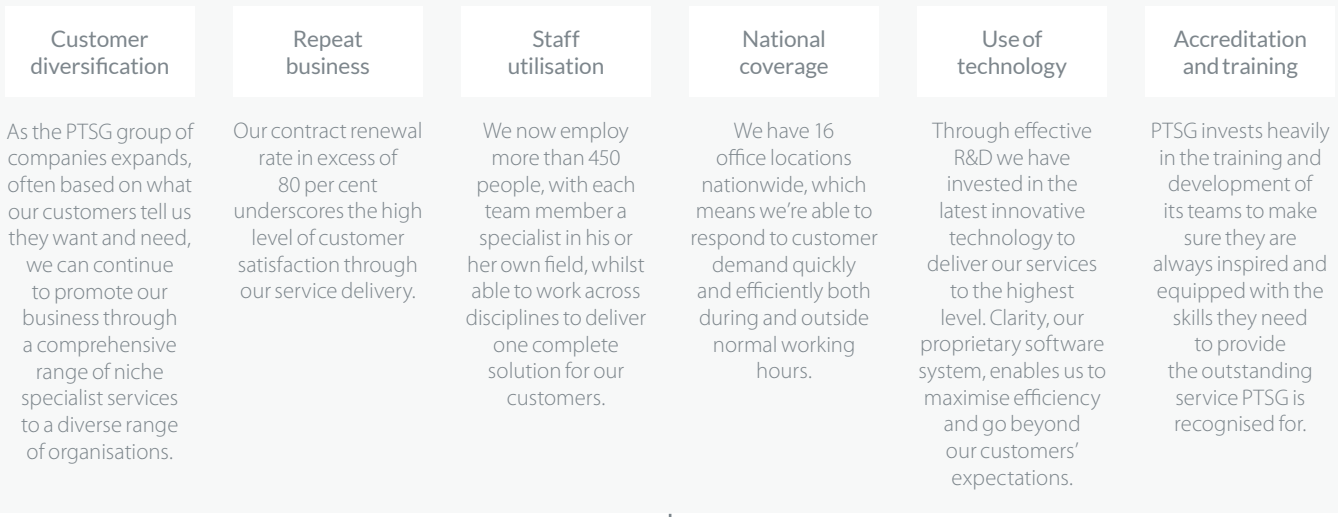 Customer
diversification
As the PTSG group of
companies expands,
often based on what
our customers tell us
they want and need,
we can continue
to promote our
business through
a comprehensive
range of niche
specialist services
to a diverse range
of organisations.
Repeat
business
Our contract renewal
rate in excess of
80 per cent
underscores the high
level of customer
satisfaction through
our service delivery.
Staff
utilisation
We now employ
more than 450
people, with each
team member a
specialist in his or
her own field, whilst
able to work across
disciplines to deliver
one complete
solution for our
customers.
National
coverage
We have 16
office locations
nationwide, which
means we’re able to
respond to customer
demand quickly
and efficiently both
during and outside
normal working
hours.
Use of
technology
Through effective
R&D we have
invested in the
latest innovative
technology to
deliver our services
to the highest
level. Clarity, our
proprietary software
system, enables us to
maximise efficiency
and go beyond
our customers’
expectations.
Accreditation
and training
PTSG invests heavily
in the training and
development of
its teams to make
sure they are
always inspired and
equipped with the
skills they need
to provide
the outstanding
service PTSG is
recognised for.